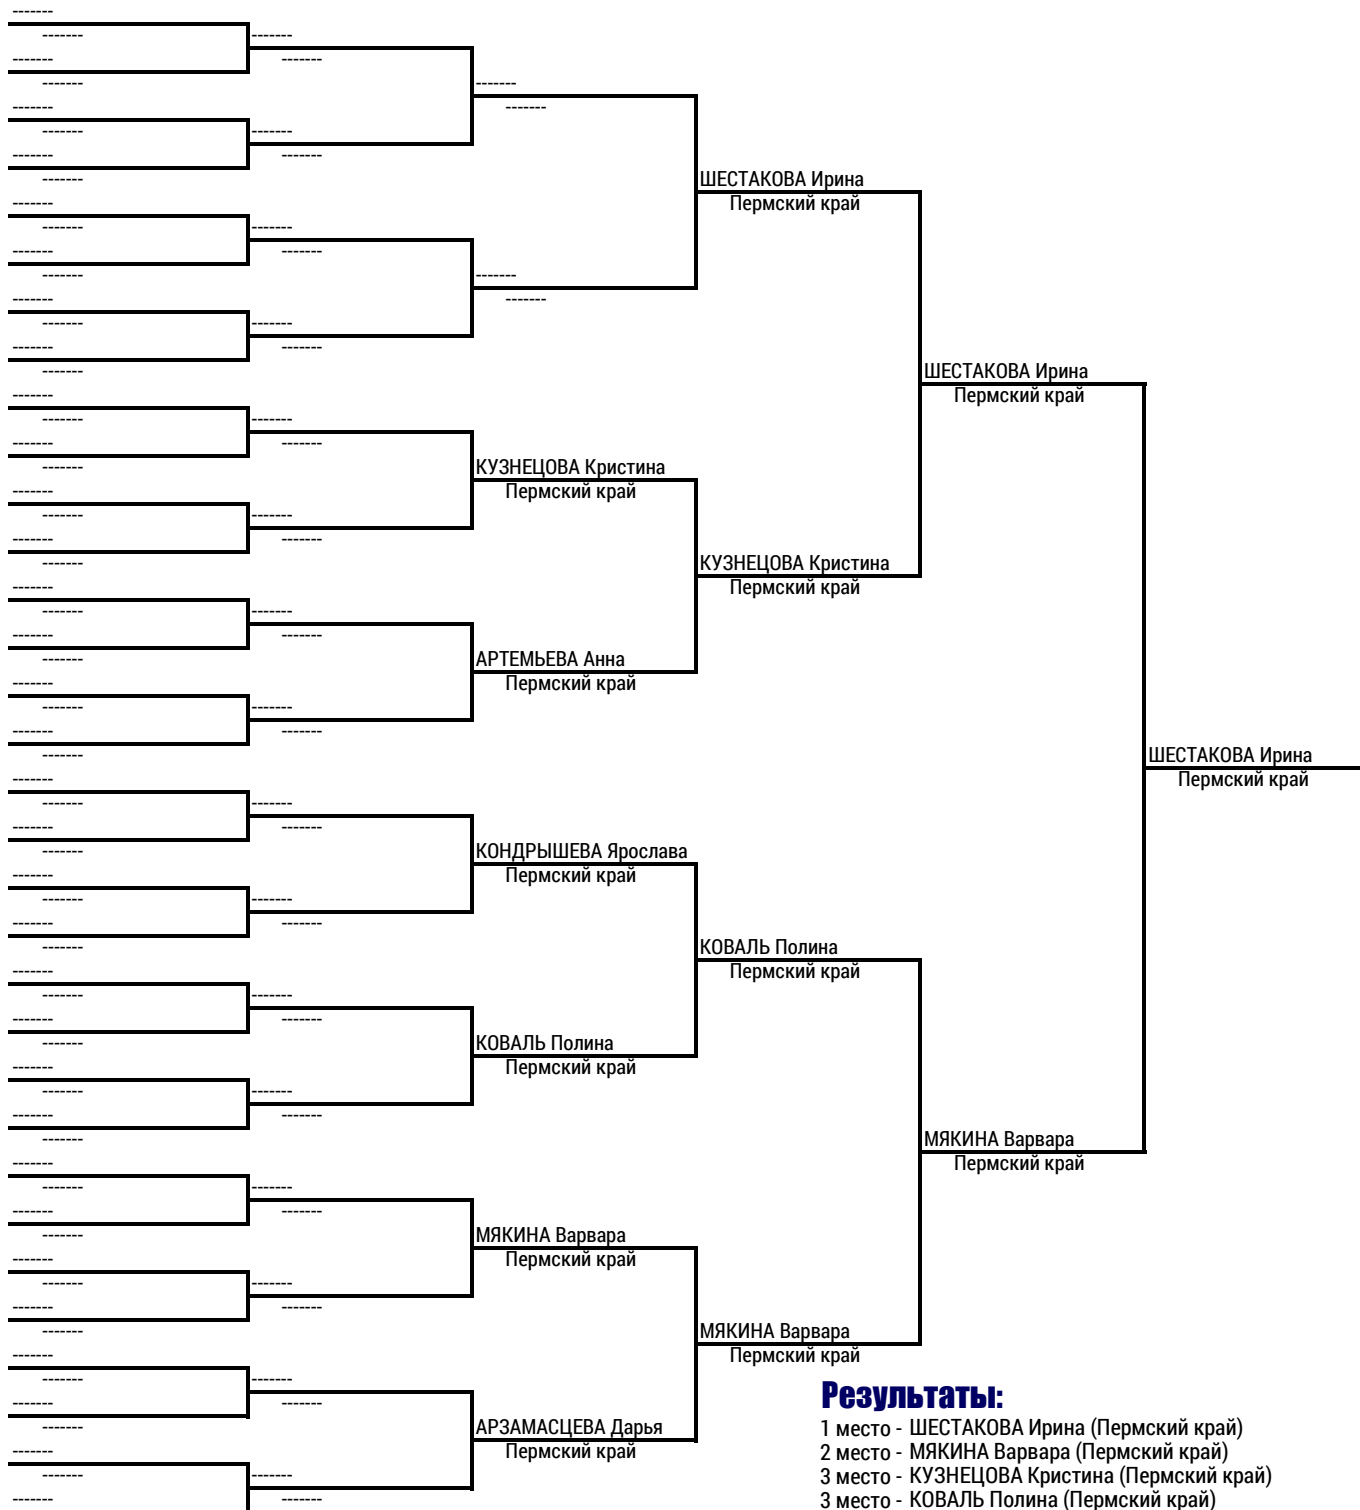 ШЕСТАКОВА Ирина
Пермский край
ШЕСТАКОВА Ирина
Пермский край
КУЗНЕЦОВА Кристина
Пермский край
КУЗНЕЦОВА Кристина
Пермский край
АРТЕМЬЕВА Анна
Пермский край
ШЕСТАКОВА Ирина
Пермский край
КОНДРЫШЕВА Ярослава
Пермский край
КОВАЛЬ Полина
Пермский край
КОВАЛЬ Полина
Пермский край
МЯКИНА Варвара
Пермский край
МЯКИНА Варвара
Пермский край
МЯКИНА Варвара
Пермский край
АРЗАМАСЦЕВА Дарья
Пермский край
Результаты:
1 место - ШЕСТАКОВА Ирина (Пермский край)
2 место - МЯКИНА Варвара (Пермский край)
3 место - КУЗНЕЦОВА Кристина (Пермский край)
3 место - КОВАЛЬ Полина (Пермский край)